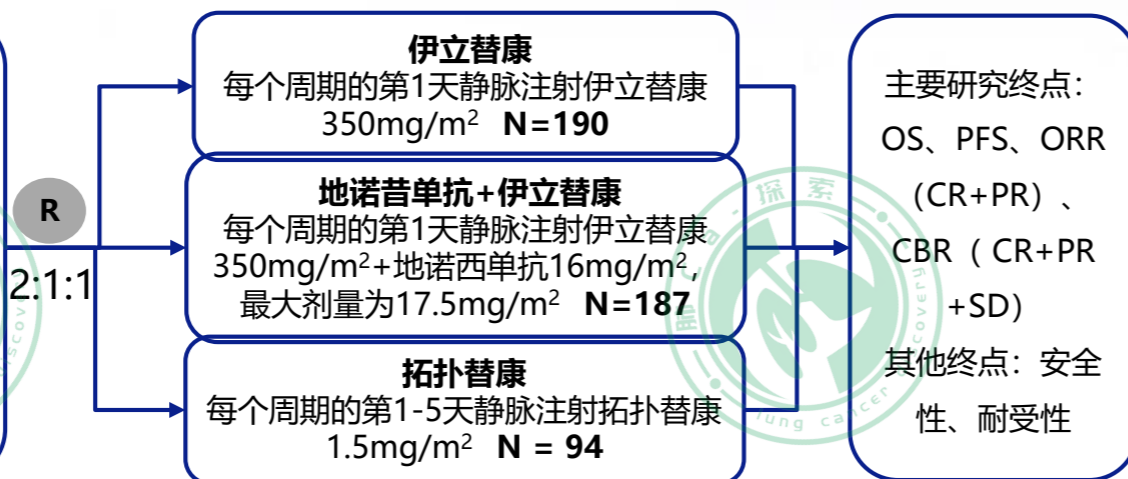 伊立替康
每个周期的第1天静脉注射伊立替康
350mg/m² N=190
R
2:1:1
地诺昔单抗+伊立替康
每个周期的第1天静脉注射伊立替康
350mg/m²+地诺西单抗16mg/m²,
最大剂量为17.5mg/m² N=187
拓扑替康
每个周期的第1-5天静脉注射拓扑替康
1.5mg/m² N = 94
主要研究终点：
OS、PFS、ORR
（CR+PR）、
CBR（ CR+PR
+SD）
其他终点：安全
性、耐受性
探索
lung cancer